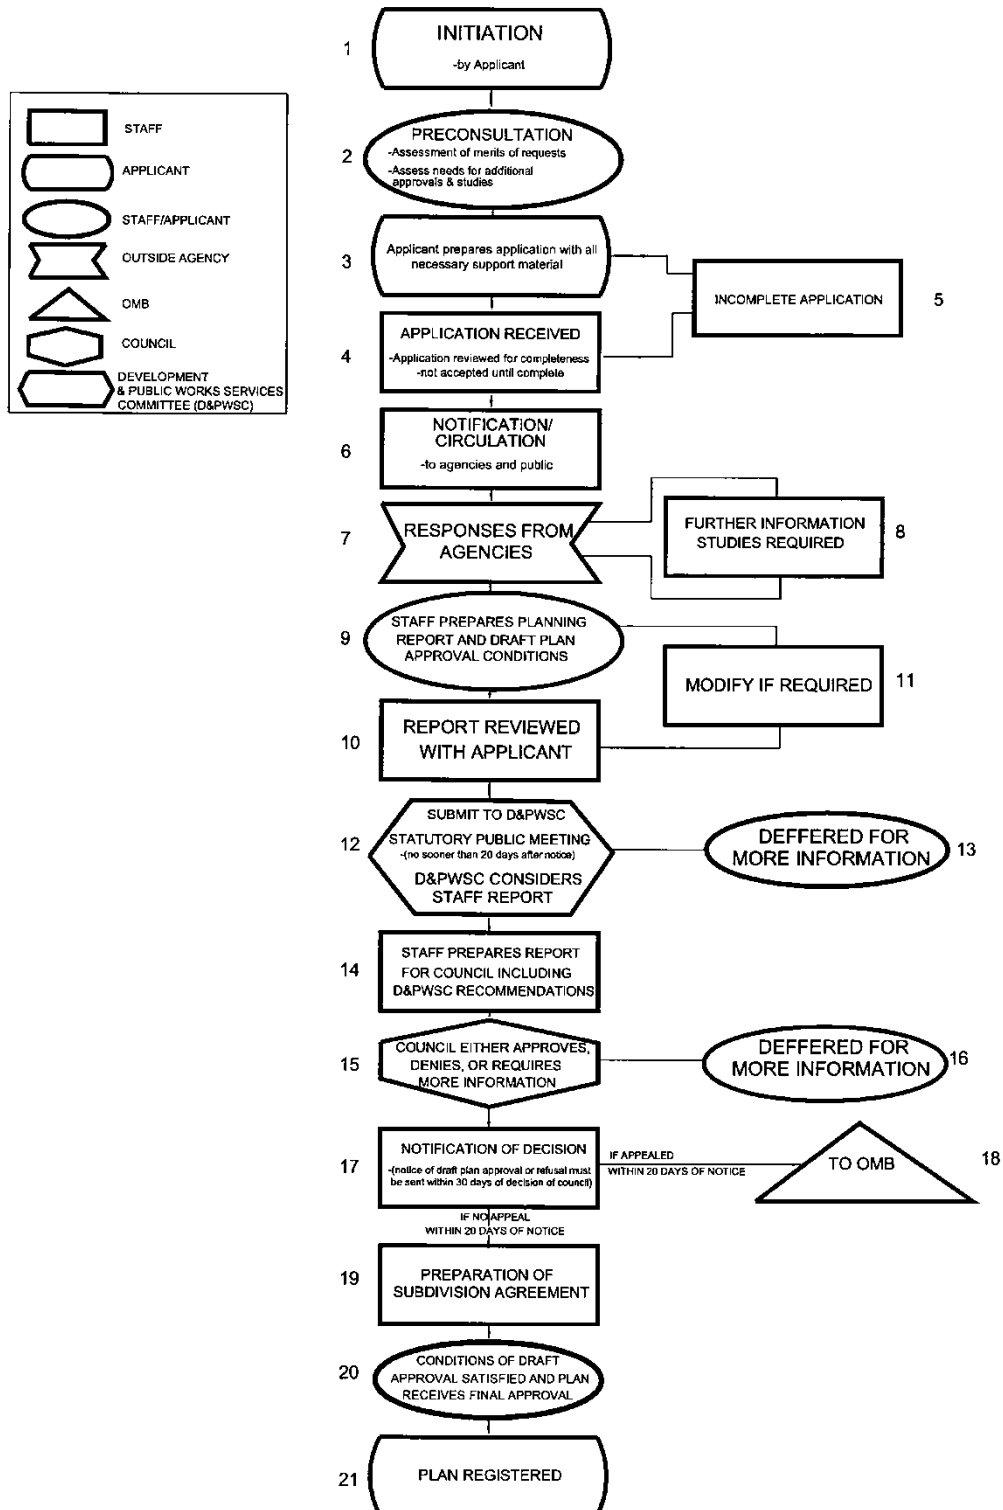 1
INITIATION
-by Applicant
STAFF
APPLICANT
STAFF/APPLICANT
OUTSIDE AGENCY
OMB
COUNCIL
DEVELOPMENT
& PUBLIC WORKS SERVICES
COMMITTEE (D&PWSC)
2
PRECONSULTATION
-Assessment of merits of requests
-Assess needs for additional
approvals & studies
3
Applicant prepares application with all
necessary support material
INCOMPLETE APPLICATION
5
4
APPLICATION RECEIVED
-Application reviewed for completeness
-not accepted until complete
6
NOTIFICATION/
CIRCULATION
-to agencies and public
7
RESPONSES FROM
AGENCIES
FURTHER INFORMATION
STUDIES REQUIRED
8
9
STAFF PREPARES PLANNING
REPORT AND DRAFT PLAN
APPROVAL CONDITIONS
MODIFY IF REQUIRED
11
10
REPORT REVIEWED
WITH APPLICANT
12
SUBMIT TO D&PWSC
STATUTORY PUBLIC MEETING
-(no sooner than 20 days after notice)
D&PWSC CONSIDERS
STAFF REPORT
DEFFERED FOR
MORE INFORMATION
13
14
STAFF PREPARES REPORT
FOR COUNCIL INCLUDING
D&PWSC RECOMMENDATIONS
15
COUNCIL EITHER APPROVES,
DENIES, OR REQUIRES
MORE INFORMATION
DEFFERED FOR
MORE INFORMATION
16
17
NOTIFICATION OF DECISION
-(notice of draft plan approval or refusal must
be sent within 30 days of decision of council)
IF APPEALED
WITHIN 20 DAYS OF NOTICE
TO OMB
18
IF NO APPEAL
WITHIN 20 DAYS OF NOTICE
19
PREPARATION OF
SUBDIVISION AGREEMENT
20
CONDITIONS OF DRAFT
APPROVAL SATISFIED AND PLAN
RECEIVES FINAL APPROVAL
21
PLAN REGISTERED